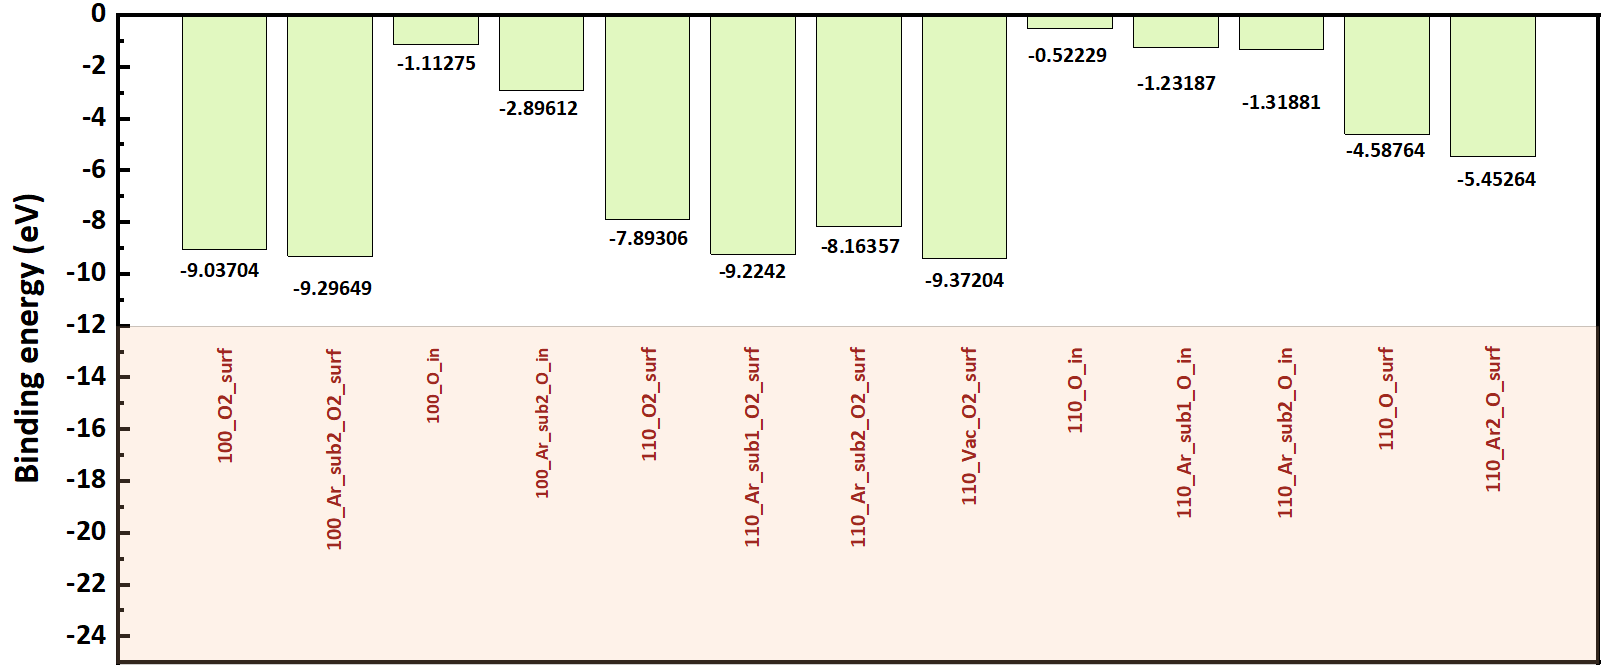 Binding energy (eV)
0
-2
-4
-6
-8
-10
-12
-14
-16
-18
-20
-22
-24
-9.03704
-9.29649
-1.11275
-2.89612
-7.89306
-9.2242
-8.16357
-9.37204
-0.52229
-1.23187
-1.31881
-4.58764
-5.45264
100_O2_surf
100_Ar_sub2_O2_surf
100_O_in
100_Ar_sub2_O_in
110_O2_surf
110_Ar_sub1_O2_surf
110_Ar_sub2_O2_surf
110_Vac_O2_surf
110_O_in
110_Ar_sub1_O_in
110_Ar_sub2_O_in
110_O_surf
110_Ar2_O_surf